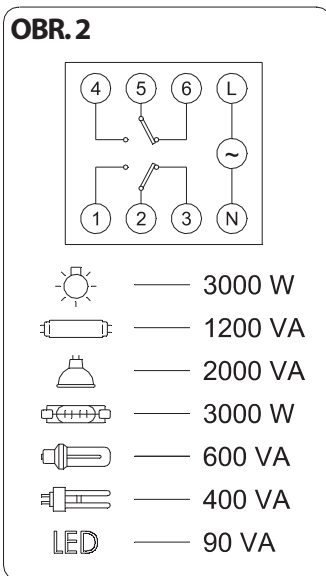 OBR. 2
4 5 6 L
~
1 2 3 N
3000 W
1200 VA
2000 VA
3000 W
600 VA
400 VA
LED 90 VA